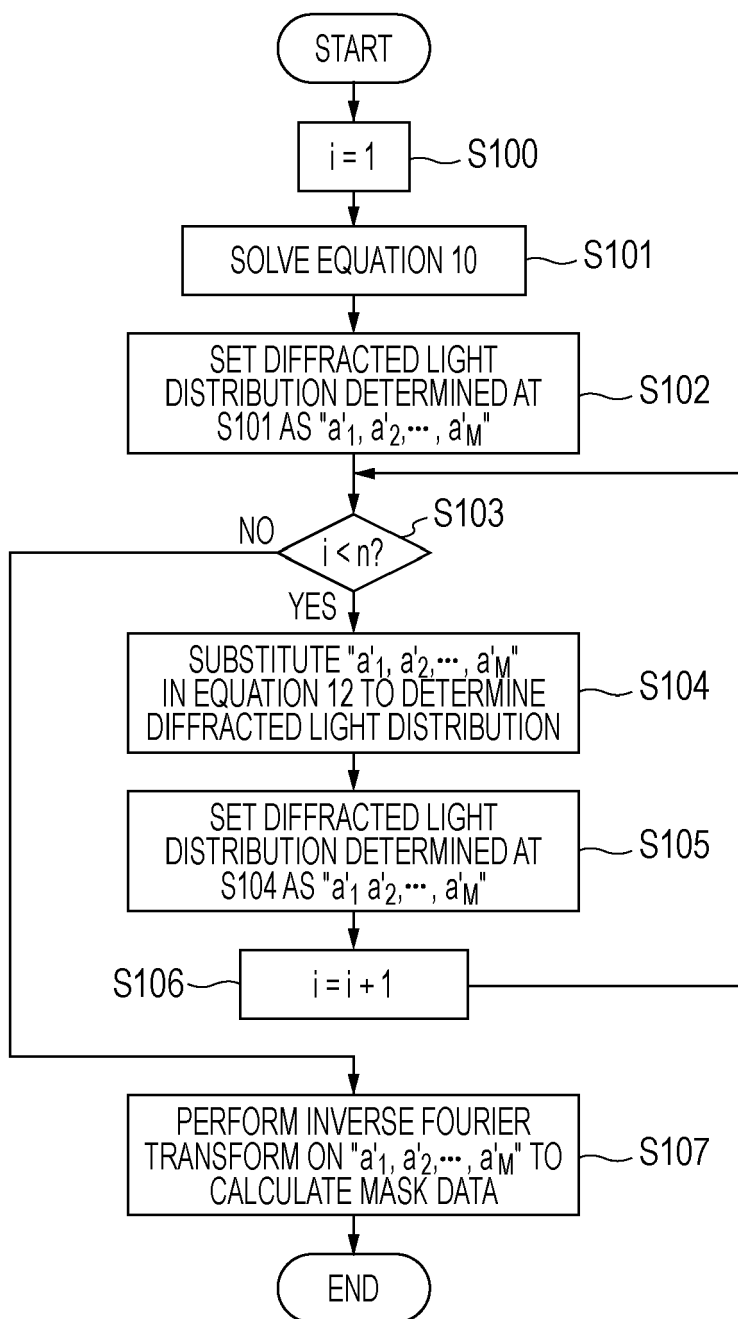 START
i = 1
S100
SOLVE EQUATION 10
S101
SET DIFFRACTED LIGHT
DISTRIBUTION DETERMINED AT
S101 AS "a'1, a'2,···, a'M"
S102
S103
NO
i < n?
YES
SUBSTITUTE "a'1, a'2,···, a'M"
IN EQUATION 12 TO DETERMINE
DIFFRACTED LIGHT DISTRIBUTION
S104
SET DIFFRACTED LIGHT
DISTRIBUTION DETERMINED AT
S104 AS "a'1 a'2,···, a'M"
S105
S106
i = i + 1
PERFORM INVERSE FOURIER
TRANSFORM ON "a'1, a'2,···, a'M" TO
CALCULATE MASK DATA
S107
END